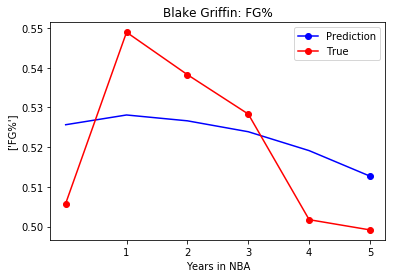 Blake Griffin: FG%
Prediction
True
['FG%']
0.55
0.54
0.53
0.52
0.51
0.50
1 2 3 4 5
Years in NBA